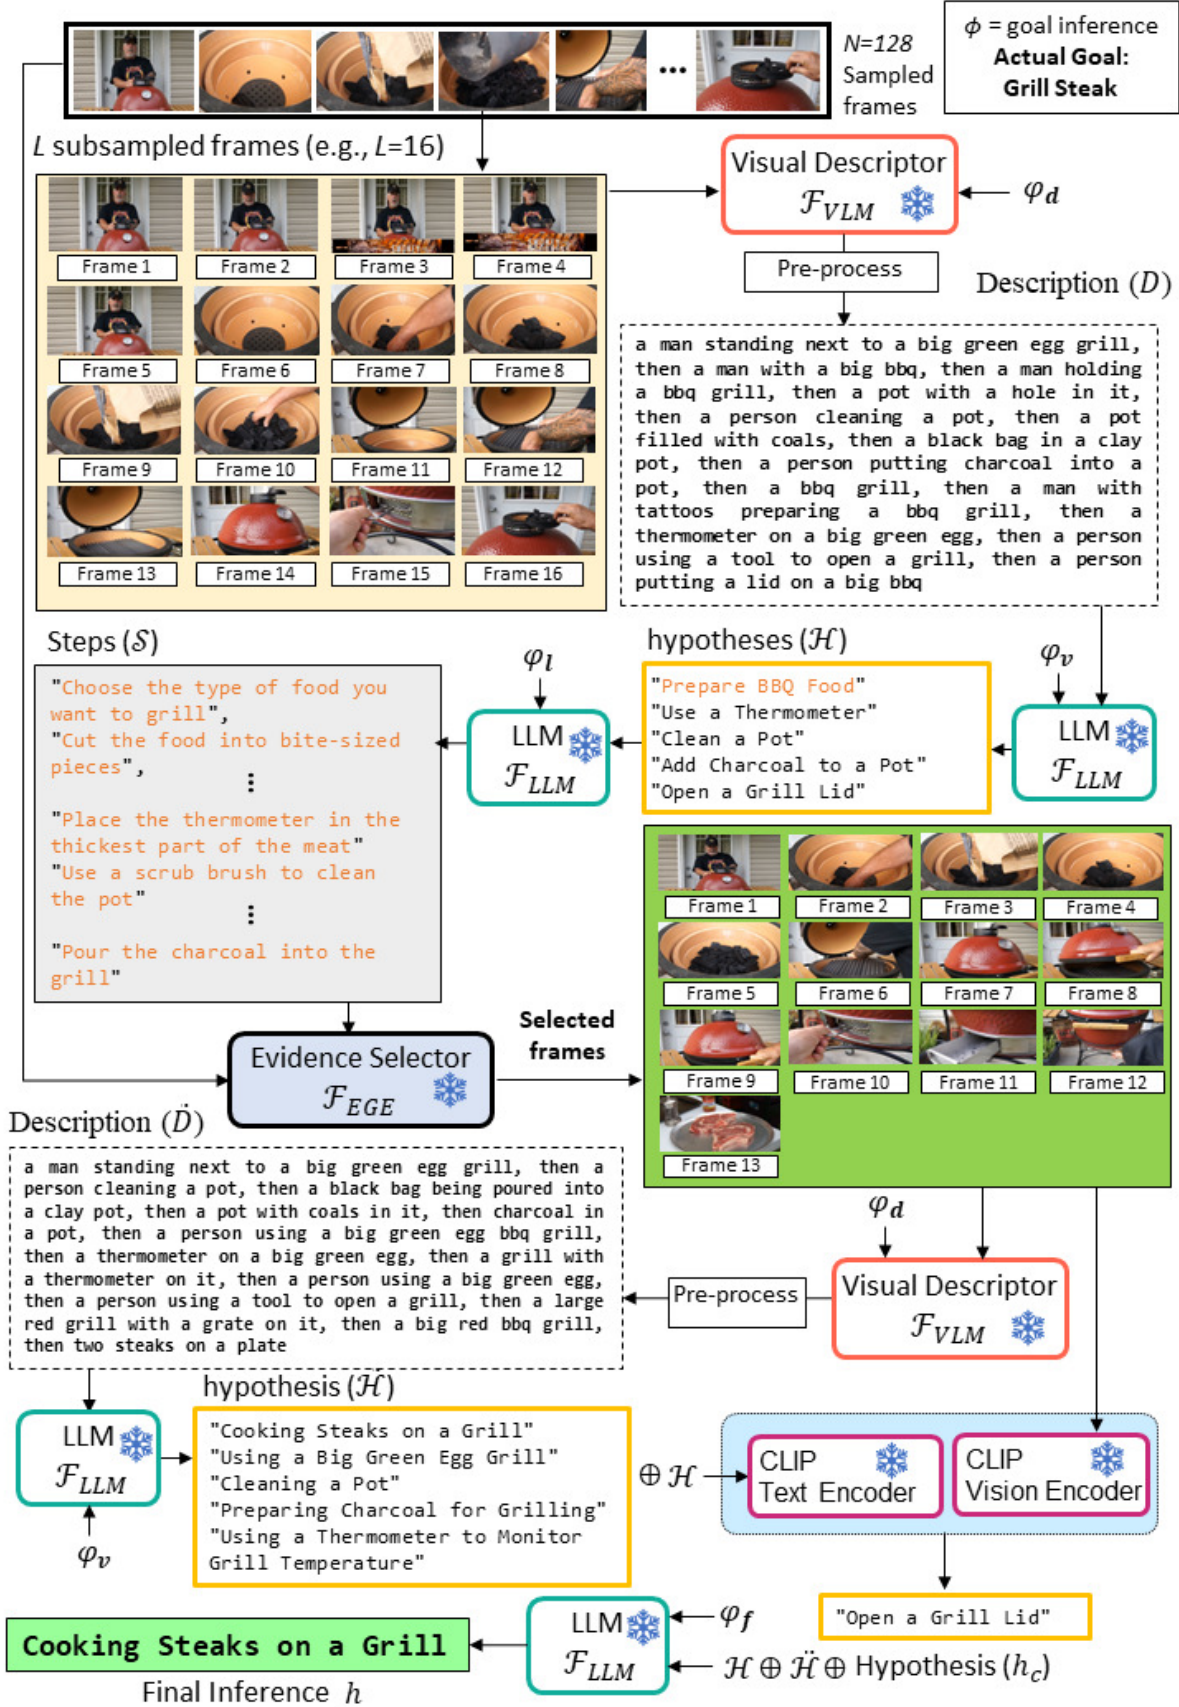 N=128
Sampled
frames
ϕ = goal inference
Actual Goal:
Grill Steak
L subsampled frames (e.g., L=16)
Visual Descriptor
ℱVLM
φd
Pre-process
Description (D)
Frame 1
Frame 2
Frame 3
Frame 4
Frame 5
Frame 6
Frame 7
Frame 8
Frame 9
Frame 10
Frame 11
Frame 12
Frame 13
Frame 14
Frame 15
Frame 16
a man standing next to a big green egg grill,
then a man with a big bbq, then a man holding
a bbq grill, then a pot with a hole in it,
then a person cleaning a pot, then a pot
filled with coals, then a black bag in a clay
pot, then a person putting charcoal into a
pot, then a bbq grill, then a man with
tattoos preparing a bbq grill, then a
thermometer on a big green egg, then a person
using a tool to open a grill, then a person
putting a lid on a big bbq
Steps (𝒮)
"Choose the type of food you
want to grill",
"Cut the food into bite-sized
pieces",
⋮
"Place the thermometer in the
thickest part of the meat"
"Use a scrub brush to clean
the pot"
⋮
"Pour the charcoal into the
grill"
φl
LLM
ℱLLM
hypotheses (ℋ)
"Prepare BBQ Food"
"Use a Thermometer"
"Clean a Pot"
"Add Charcoal to a Pot"
"Open a Grill Lid"
φv
LLM
ℱLLM
Evidence Selector
ℱEGE
Selected
frames
Frame 1
Frame 2
Frame 3
Frame 4
Frame 5
Frame 6
Frame 7
Frame 8
Frame 9
Frame 10
Frame 11
Frame 12
Frame 13
Description (D̈)
a man standing next to a big green egg grill, then a
person cleaning a pot, then a black bag being poured into
a clay pot, then a pot with coals in it, then charcoal in
a pot, then a person using a big green egg bbq grill,
then a thermometer on a big green egg, then a grill with
a thermometer on it, then a person using a big green egg,
then a person using a tool to open a grill, then a large
red grill with a grate on it, then a big red bbq grill,
then two steaks on a plate
φd
Visual Descriptor
ℱVLM
Pre-process
hypothesis (ℋ̈)
LLM
ℱLLM
φv
"Cooking Steaks on a Grill"
"Using a Big Green Egg Grill"
"Cleaning a Pot"
"Preparing Charcoal for Grilling"
"Using a Thermometer to Monitor
Grill Temperature"
⊕ ℋ
CLIP
Text Encoder
CLIP
Vision Encoder
"Open a Grill Lid"
LLM
ℱLLM
φf
ℋ ⊕ ℋ̈ ⊕ Hypothesis (hc)
Cooking Steaks on a Grill
Final Inference h